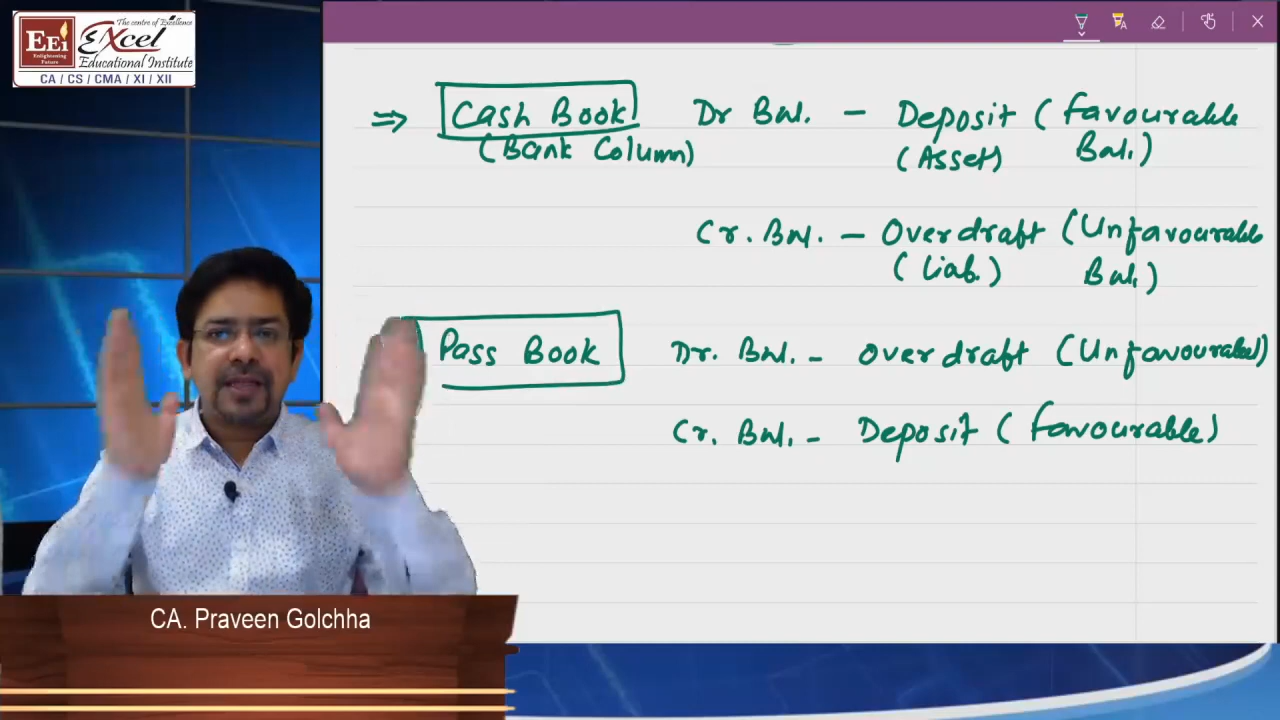 The centre of Excellence
EEi Excel
Enlightening Future
Educational Institute
CA / CS / CMA / XI / XII
⇒ Cash Book Dr Bal. – Deposit (Favourable
(Bank Column) (Asset) Bal.)
Cr. Bal. – Overdraft (Unfavourable
(Liab.) Bal.)
Pass Book Dr. Bal. – Overdraft (Unfavourable)
Cr. Bal. – Deposit (Favourable)
CA. Praveen Golchha